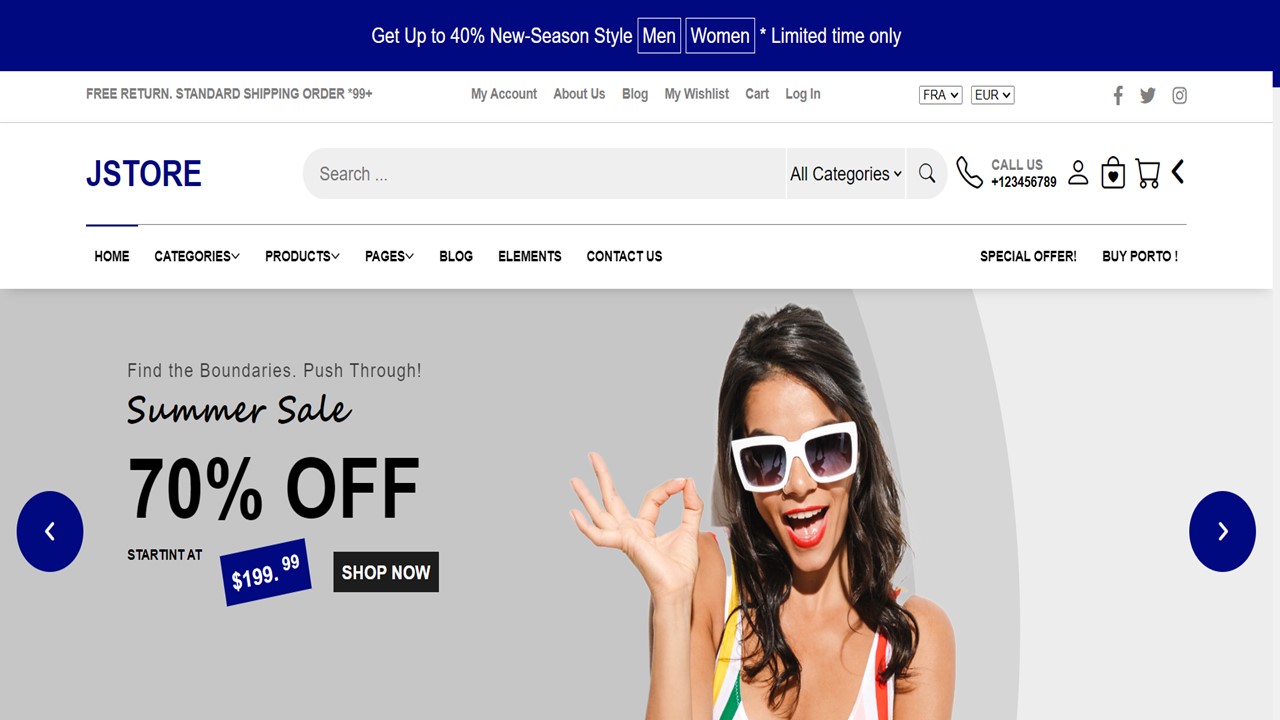 Get Up to 40% New-Season Style Men Women * Limited time only
FREE RETURN. STANDARD SHIPPING ORDER *99+ My Account About Us Blog My Wishlist Cart Log In FRA EUR
JSTORE Search ... All Categories CALL US
+123456789
HOME CATEGORIES PRODUCTS PAGES BLOG ELEMENTS CONTACT US SPECIAL OFFER! BUY PORTO !
Find the Boundaries. Push Through!
Summer Sale
70% OFF
STARTINT AT $199. 99 SHOP NOW